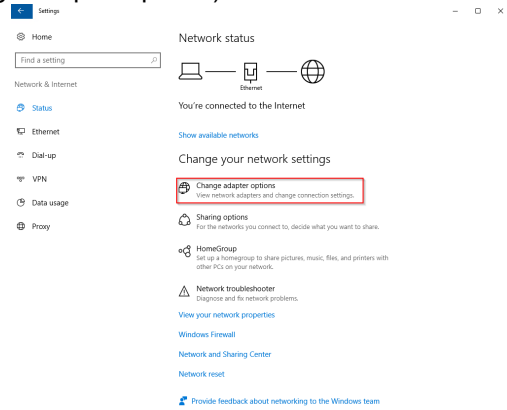 Settings
Home
Find a setting
Network & Internet
Status
Ethernet
Dial-up
VPN
Data usage
Proxy
Network status
Ethernet
You're connected to the Internet
Show available networks
Change your network settings
Change adapter options
View network adapters and change connection settings.
Sharing options
For the networks you connect to, decide what you want to share.
HomeGroup
Set up a homegroup to share pictures, music, files, and printers with
other PCs on your network.
Network troubleshooter
Diagnose and fix network problems.
View your network properties
Windows Firewall
Network and Sharing Center
Network reset
Provide feedback about networking to the Windows team